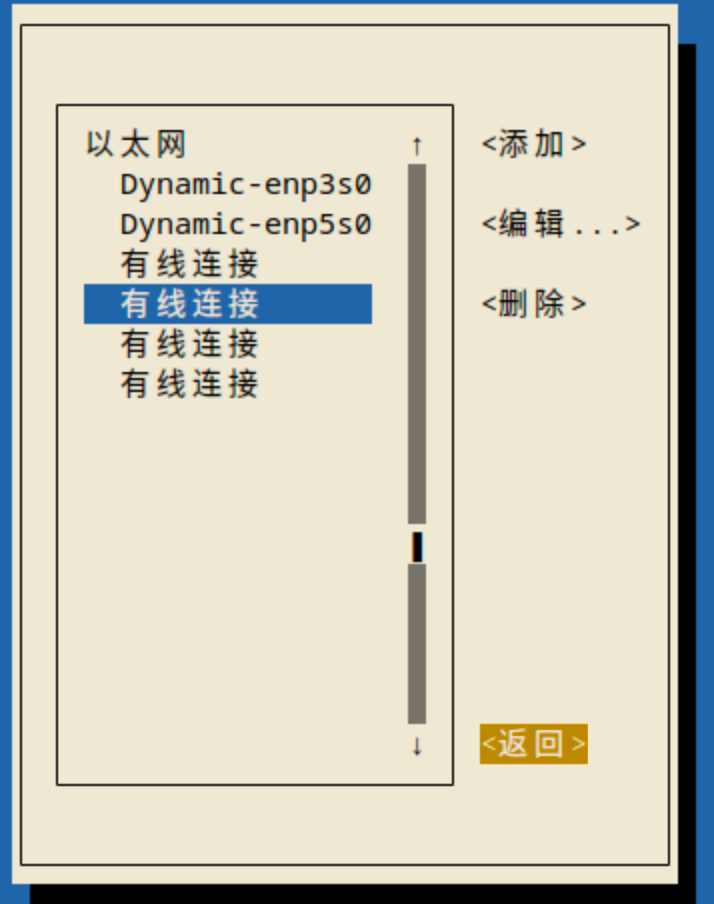 以太网
Dynamic-enp3s0
Dynamic-enp5s0
有线连接
有线连接
有线连接
有线连接
<添加>
<编辑...>
<删除>
<返回>